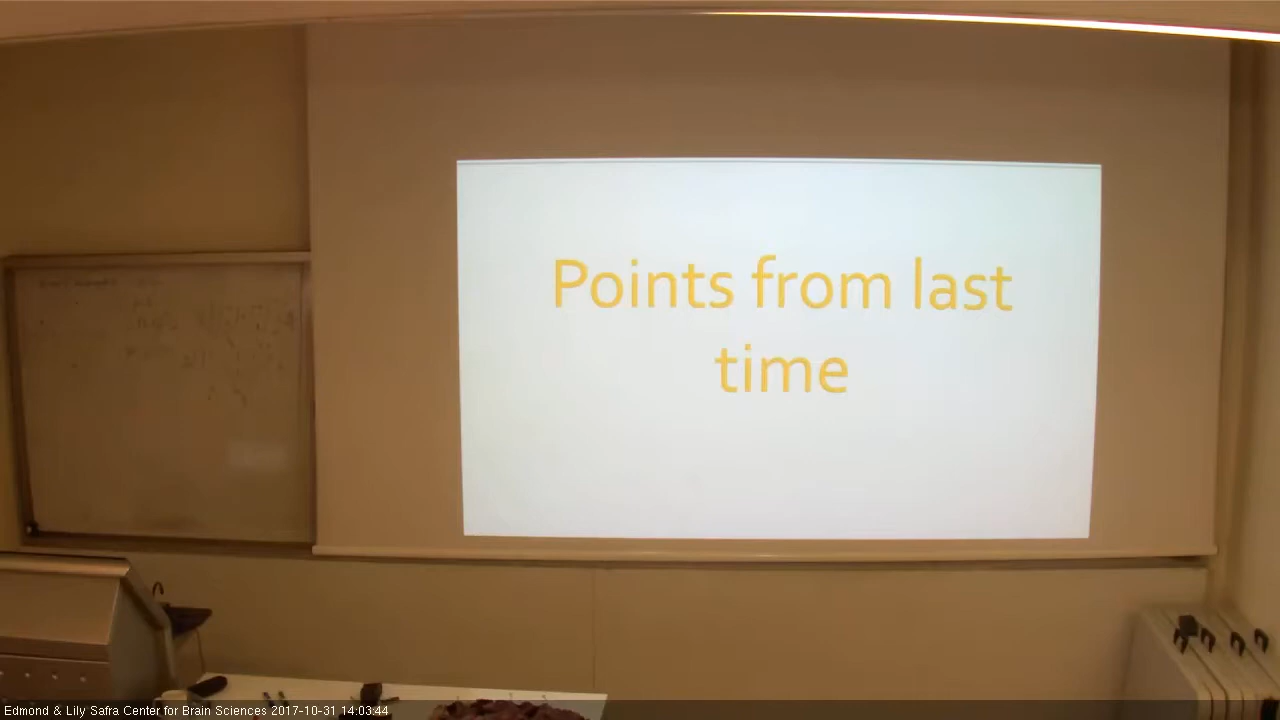 Points from last
time
Edmond & Lily Safra Center for Brain Sciences 2017-10-31 14:03:44